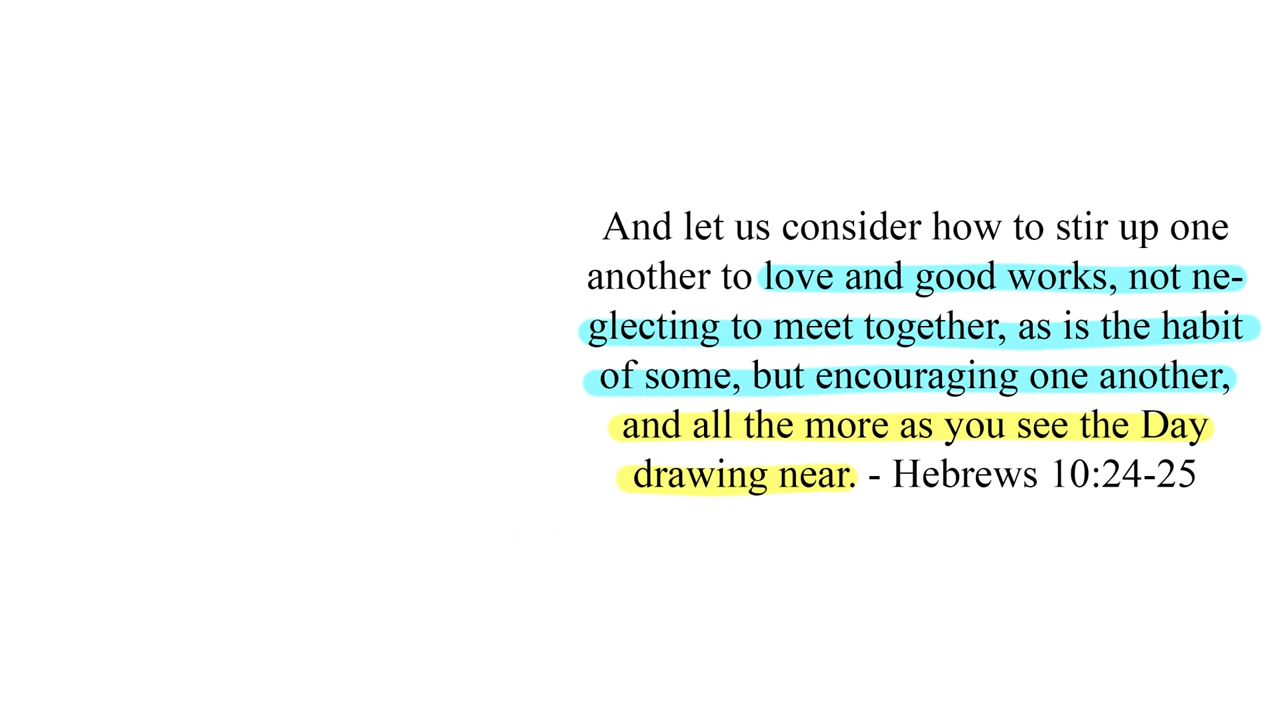 And let us consider how to stir up one
another to love and good works, not ne-
glecting to meet together, as is the habit
of some, but encouraging one another,
and all the more as you see the Day
drawing near. - Hebrews 10:24-25